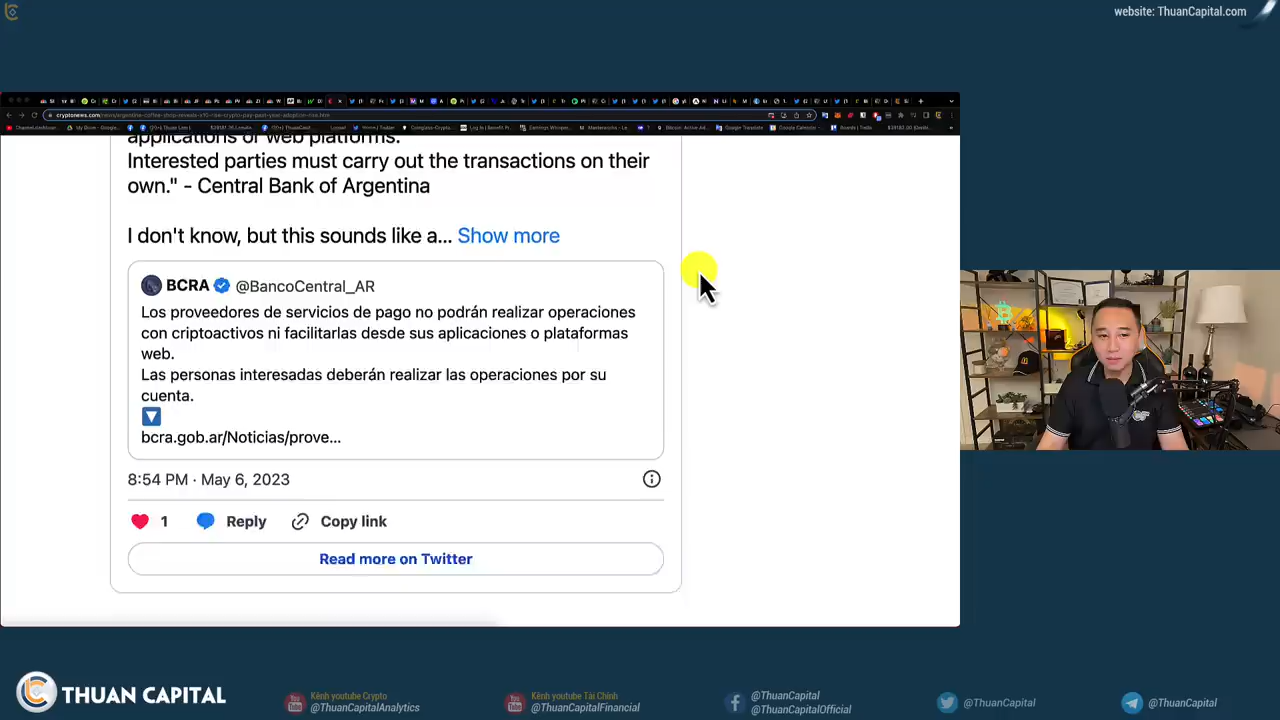 website: ThuanCapital.com
applications or web platforms.
Interested parties must carry out the transactions on their
own." - Central Bank of Argentina
I don't know, but this sounds like a... Show more
BCRA @BancoCentral_AR
Los proveedores de servicios de pago no podrán realizar operaciones
con criptoactivos ni facilitarlas desde sus aplicaciones o plataformas
web.
Las personas interesadas deberán realizar las operaciones por su
cuenta.
bcra.gob.ar/Noticias/prove...
8:54 PM · May 6, 2023
1 Reply Copy link
Read more on Twitter
THUAN CAPITAL
Kênh youtube Crypto
@ThuanCapitalAnalytics
Kênh youtube Tài Chính
@ThuanCapitalFinancial
@ThuanCapital
@ThuanCapitalOfficial
@ThuanCapital
@ThuanCapital